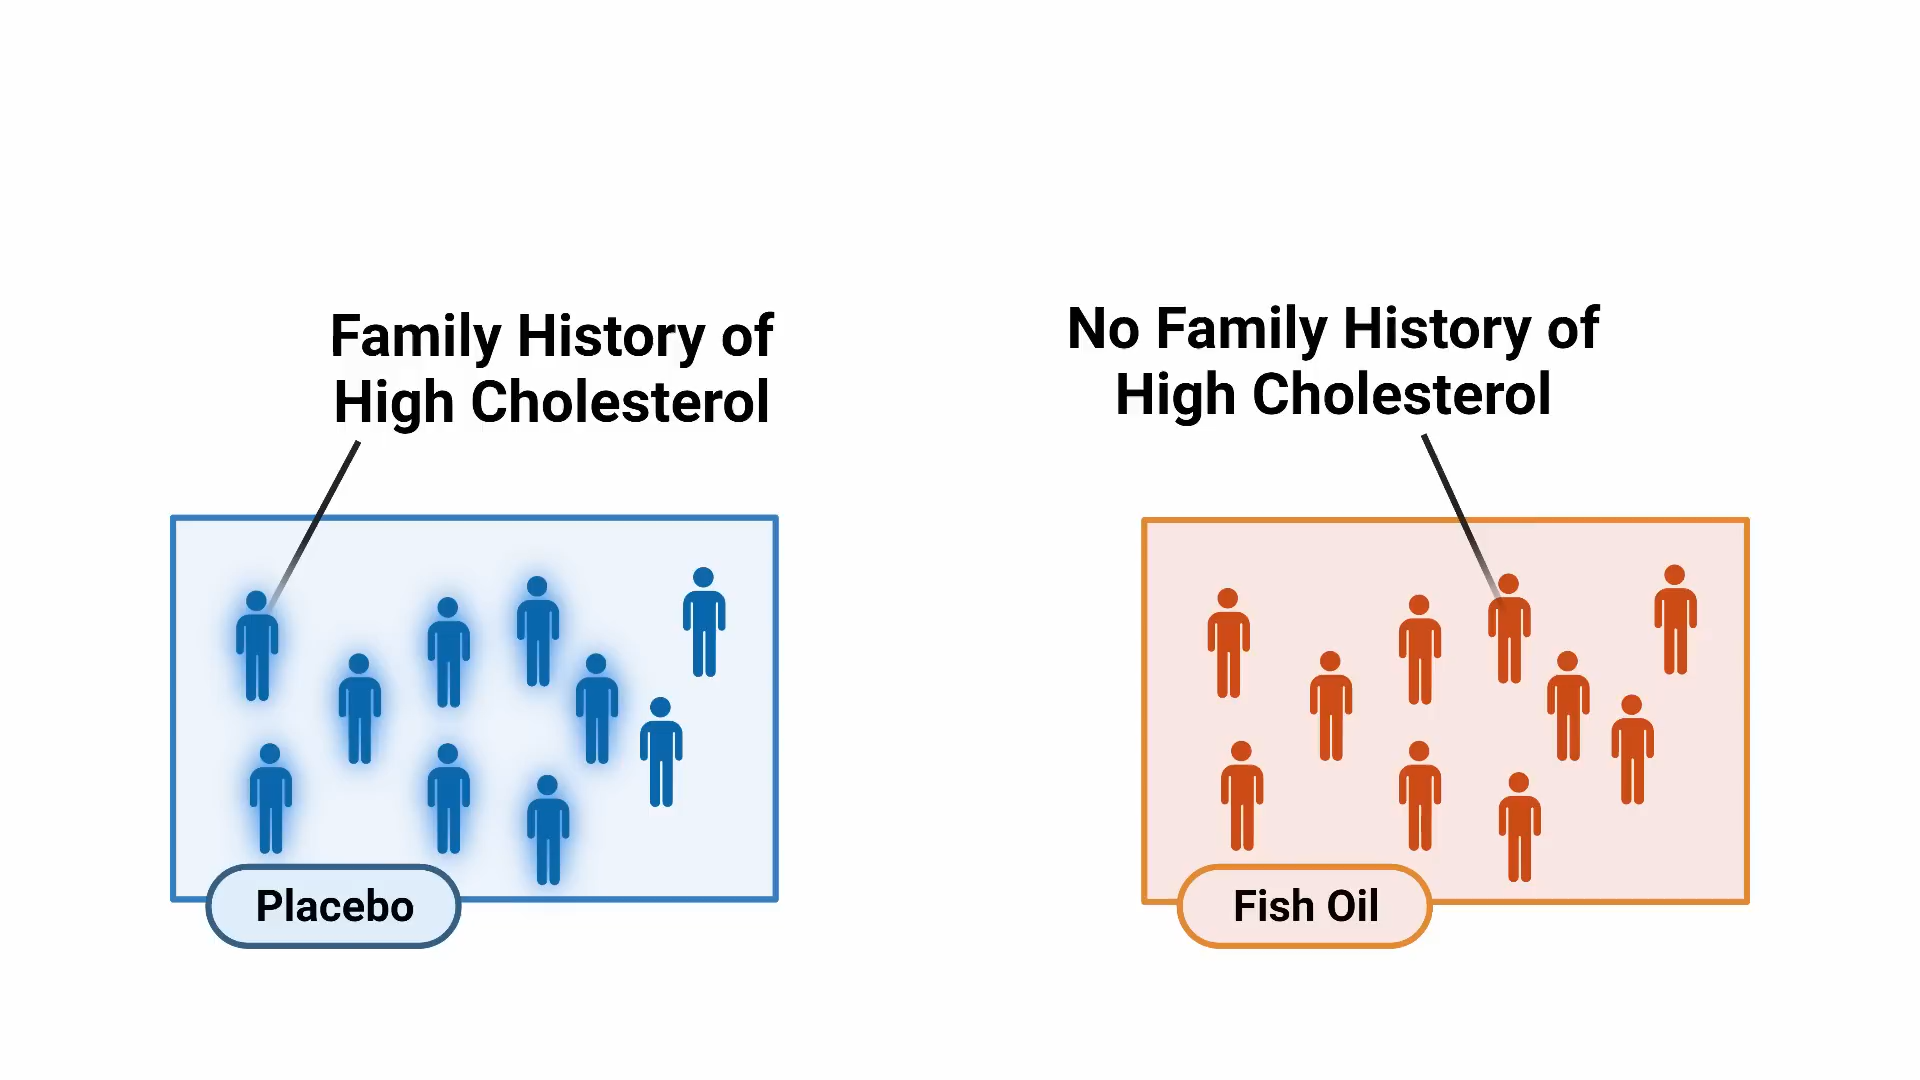 Family History of
High Cholesterol
No Family History of
High Cholesterol
Placebo
Fish Oil